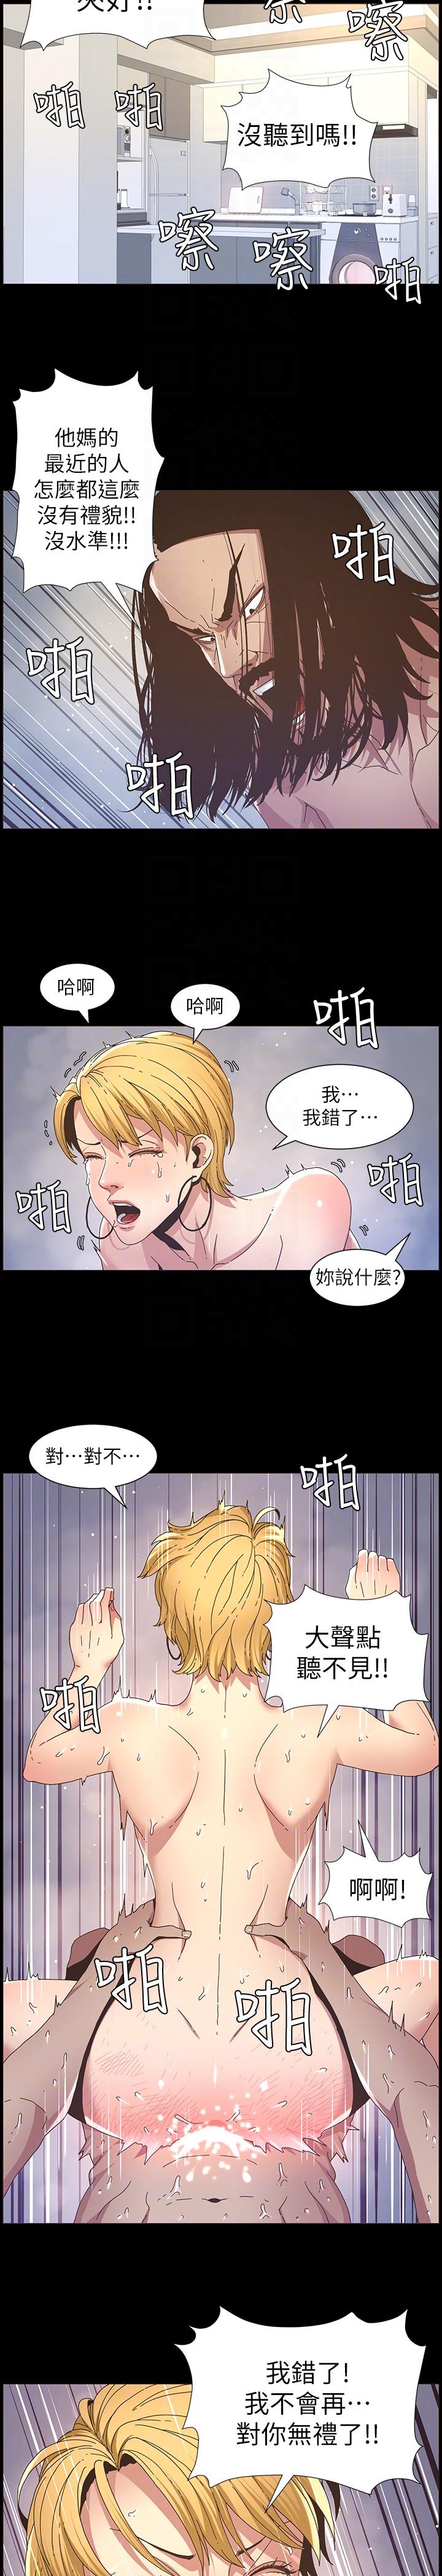 夾好!!
嚓
嚓
啪
啪
沒聽到嗎!!
嚓
嚓
啪
他媽的
最近的人
怎麼都這麼
沒有禮貌!!
沒水準!!!
啪
啪
啪
哈啊
哈啊
啪
我…
我錯了…
啪
啪
妳說什麼?
對…對不…
啪
大聲點
聽不見!!
啪
啊啊!
啪
啪
我錯了!
我不會再…
對你無禮了!!